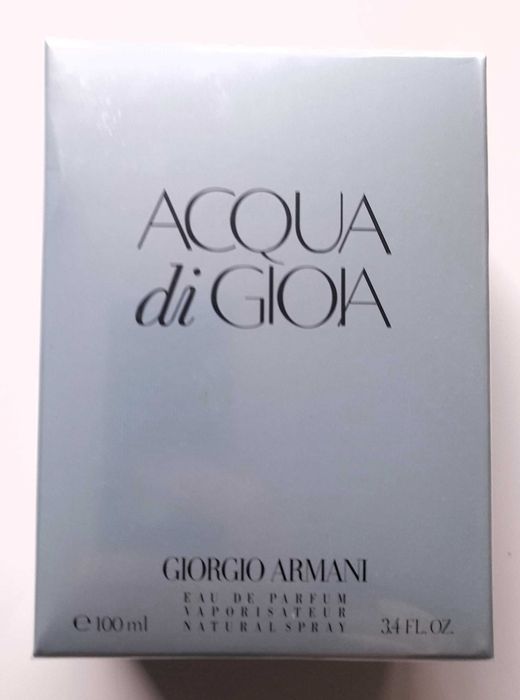 ACQUA
di GIOIA
GIORGIO ARMANI
EAU DE PARFUM
VAPORISATEUR
℮ 100 ml NATURAL SPRAY 3.4 FL. OZ.